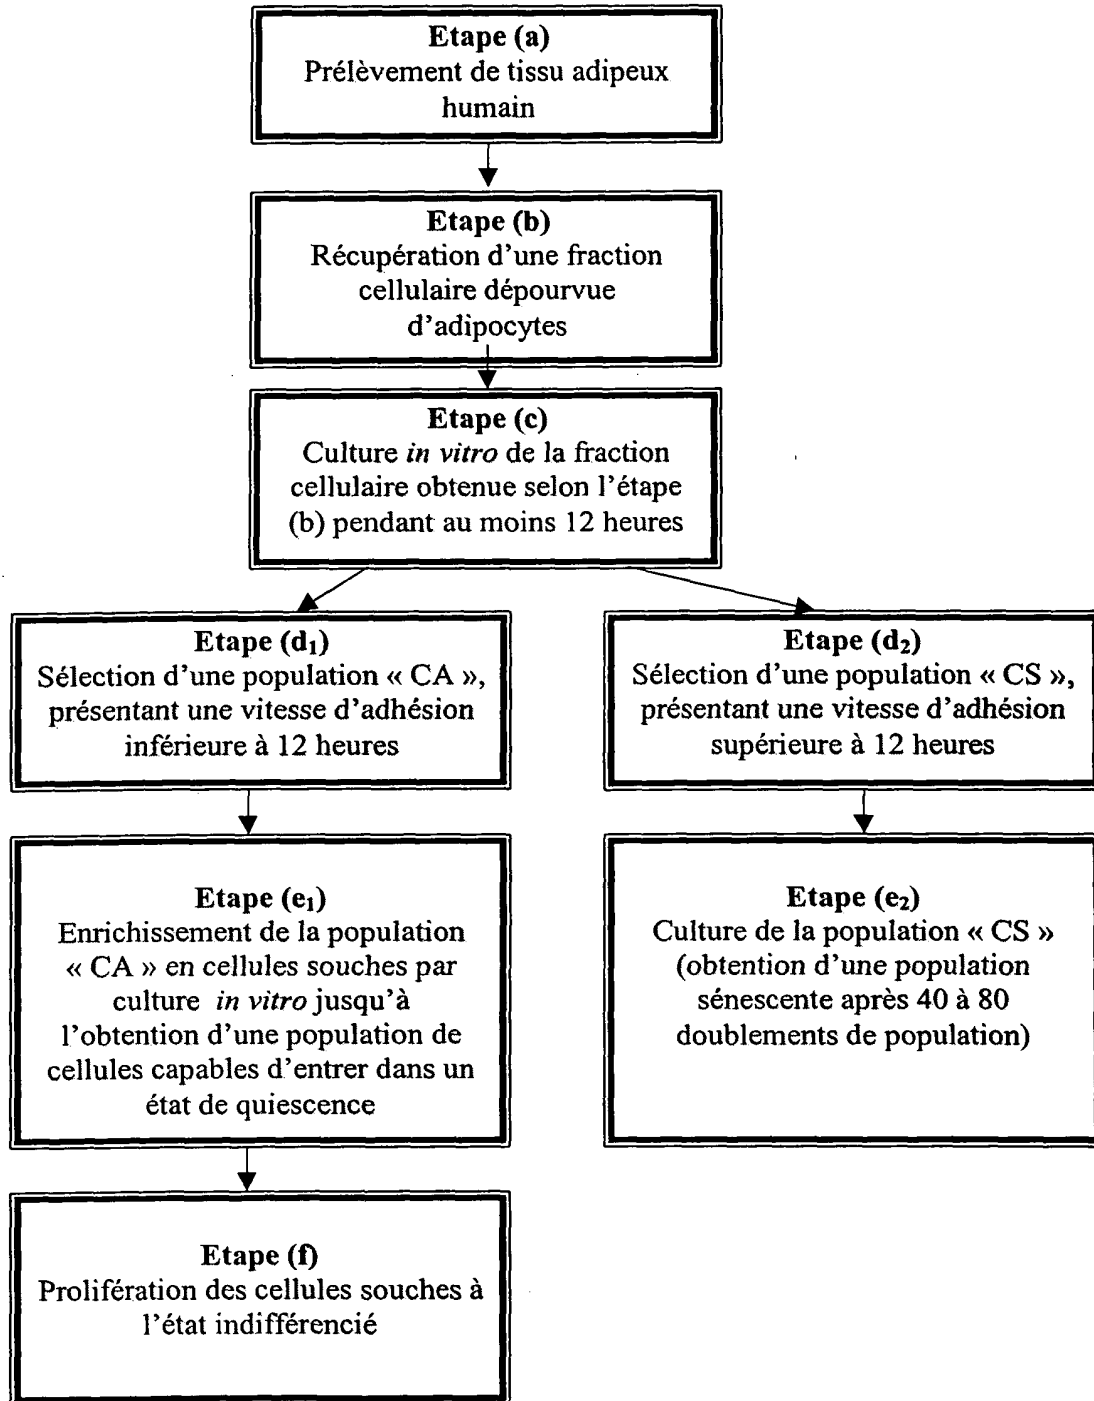 Etape (a)
Prélèvement de tissu adipeux
humain
Etape (b)
Récupération d'une fraction
cellulaire dépourvue
d'adipocytes
Etape (c)
Culture in vitro de la fraction
cellulaire obtenue selon l'étape
(b) pendant au moins 12 heures
Etape (d₁)
Sélection d'une population « CA »,
présentant une vitesse d'adhésion
inférieure à 12 heures
Etape (d₂)
Sélection d'une population « CS »,
présentant une vitesse d'adhésion
supérieure à 12 heures
Etape (e₁)
Enrichissement de la population
« CA » en cellules souches par
culture in vitro jusqu'à
l'obtention d'une population de
cellules capables d'entrer dans un
état de quiescence
Etape (e₂)
Culture de la population « CS »
(obtention d'une population
sénescente après 40 à 80
doublements de population)
Etape (f)
Prolifération des cellules souches à
l'état indifférencié